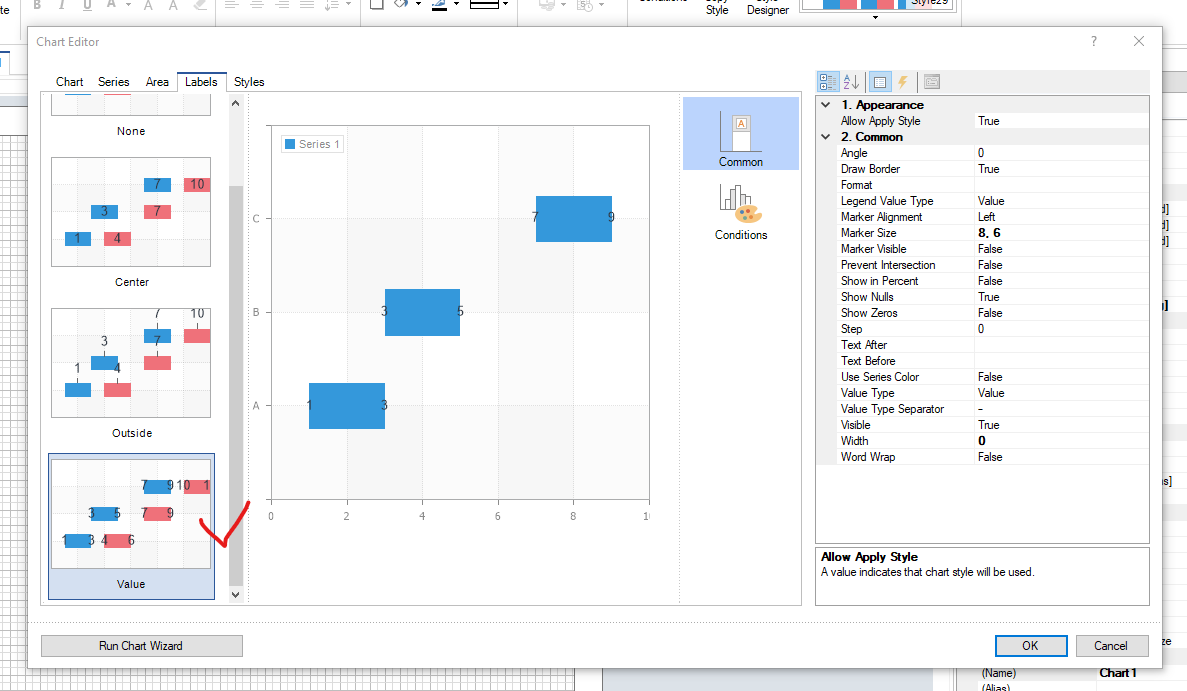 te
B I U A A A
Conditions Copy Style Style Designer Style29
Chart Editor
?
Chart Series Area Labels Styles
None
7 10
3 7
1 4
Center
7 10
3 7
1 4
Outside
7 9 10 1
3 5 7 9
1 3 4 6
Value
Series 1
C 7 9
B 3 5
A 1 3
0 2 4 6 8 1
A
Common
Conditions
A Z
1. Appearance
Allow Apply Style True
2. Common
Angle 0
Draw Border True
Format
Legend Value Type Value
Marker Alignment Left
Marker Size 8, 6
Marker Visible False
Prevent Intersection False
Show in Percent False
Show Nulls True
Show Zeros False
Step 0
Text After
Text Before
Use Series Color False
Value Type Value
Value Type Separator -
Visible True
Width 0
Word Wrap False
Allow Apply Style
A value indicates that chart style will be used.
Run Chart Wizard
OK Cancel
d]
d]
d]
s]
ze
(Name) Chart1
(Alias)